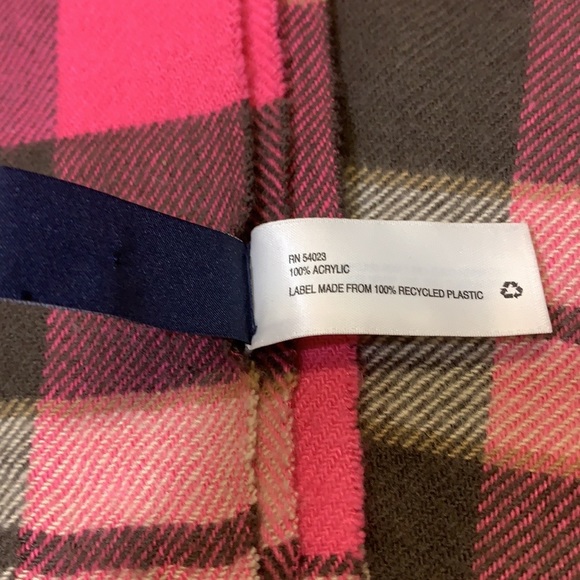 RN 54023
100% ACRYLIC
LABEL MADE FROM 100% RECYCLED PLASTIC